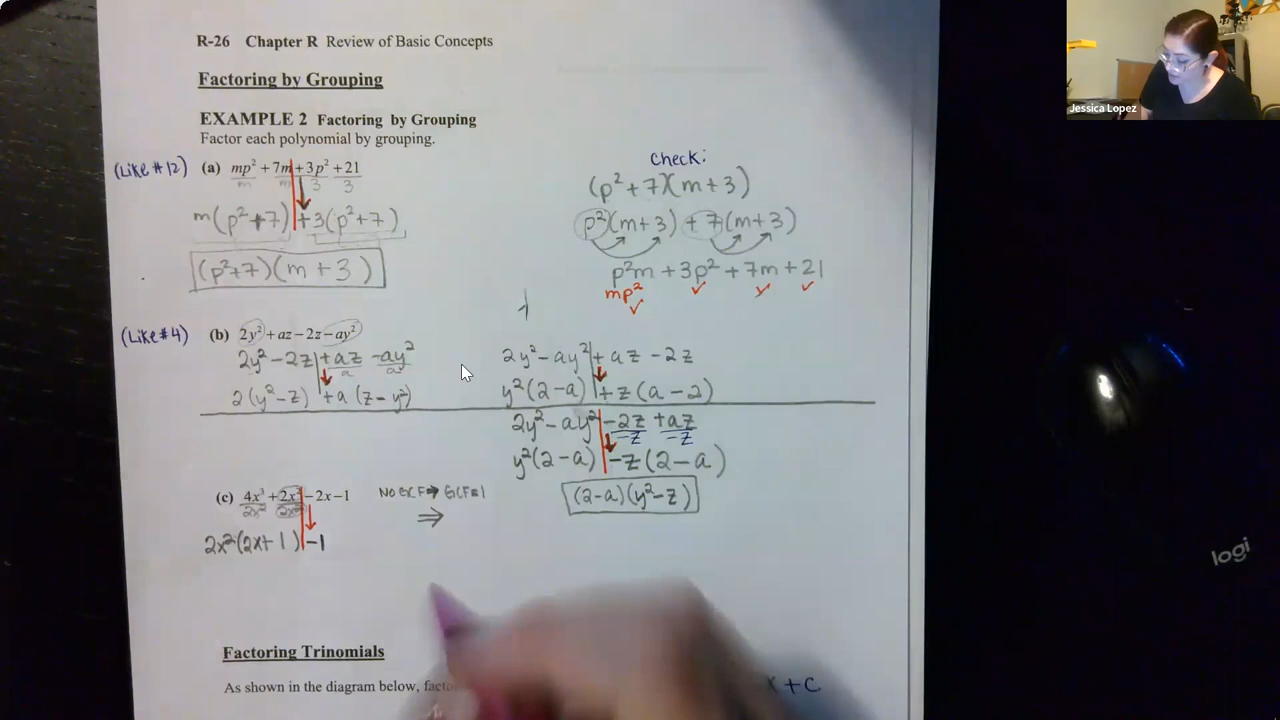 R-26 Chapter R Review of Basic Concepts
Jessica Lopez
Factoring by Grouping
EXAMPLE 2 Factoring by Grouping
Factor each polynomial by grouping.
(Like #12) (a) mp² + 7m + 3p² + 21
m m 3 3
m(p² + 7) + 3(p² + 7)
(p²+7)(m + 3)
Check:
(p² + 7)(m + 3)
p²(m + 3) + 7(m + 3)
p²m + 3p² + 7m + 21
mp²
(Like #4) (b) 2y² + az − 2z − ay²
2y² − 2z + az − ay²
a a
2(y² − z) + a(z − y²)
2y² − ay² + az − 2z
y²(2 − a) + z(a − 2)
2y² − ay² − 2z + az
−z −z
y²(2 − a) − z(2 − a)
(2−a)(y²−z)
(c) 4x³ + 2x² − 2x − 1
2x² 2x²
2x²(2x + 1) − 1
NO GCF ⇒ GCF=1
⇒
Factoring Trinomials
As shown in the diagram below,
x + c
logi